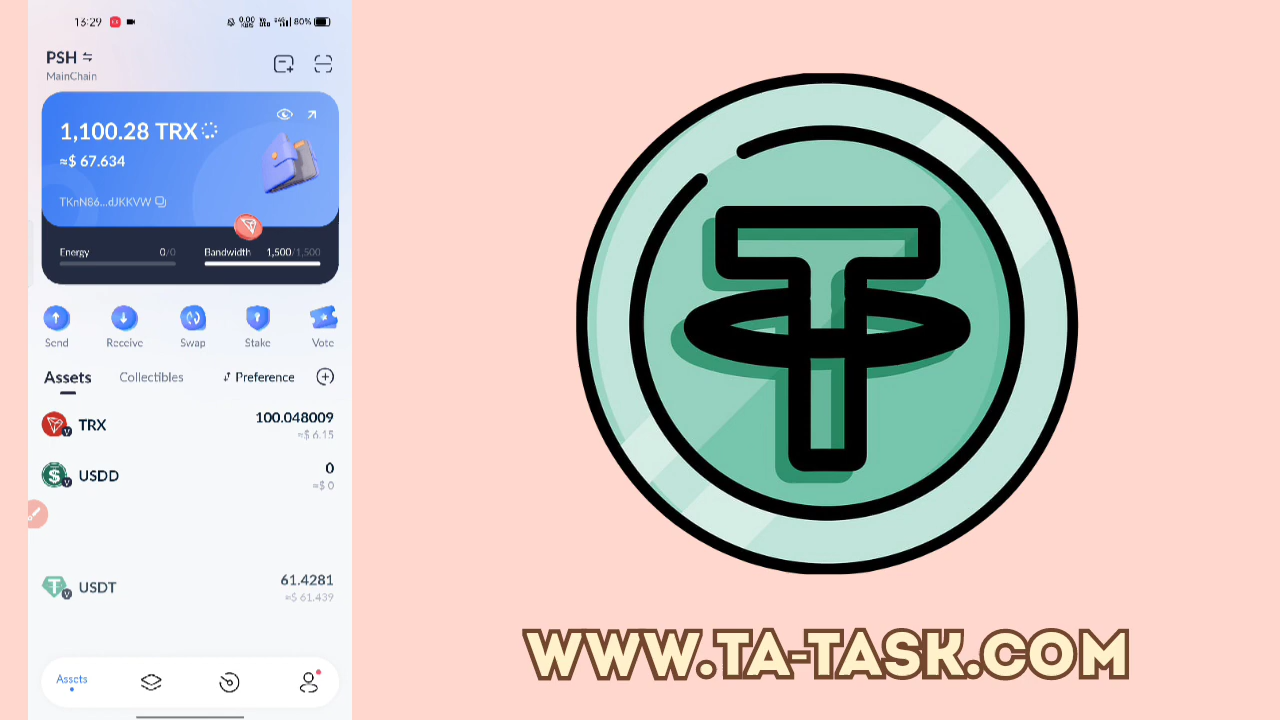 16:29 80%
PSH
MainChain
1,100.28 TRX
≈$ 67.634
TKnN86...dJKKVW
Energy 0/0 Bandwidth 1,500/1,500
Send Receive Swap Stake Vote
Assets Collectibles Preference
TRX 100.048009
≈$ 6.15
USDD 0
≈$ 0
USDT 61.4281
≈$ 61.439
Assets
WWW.TA-TASK.COM